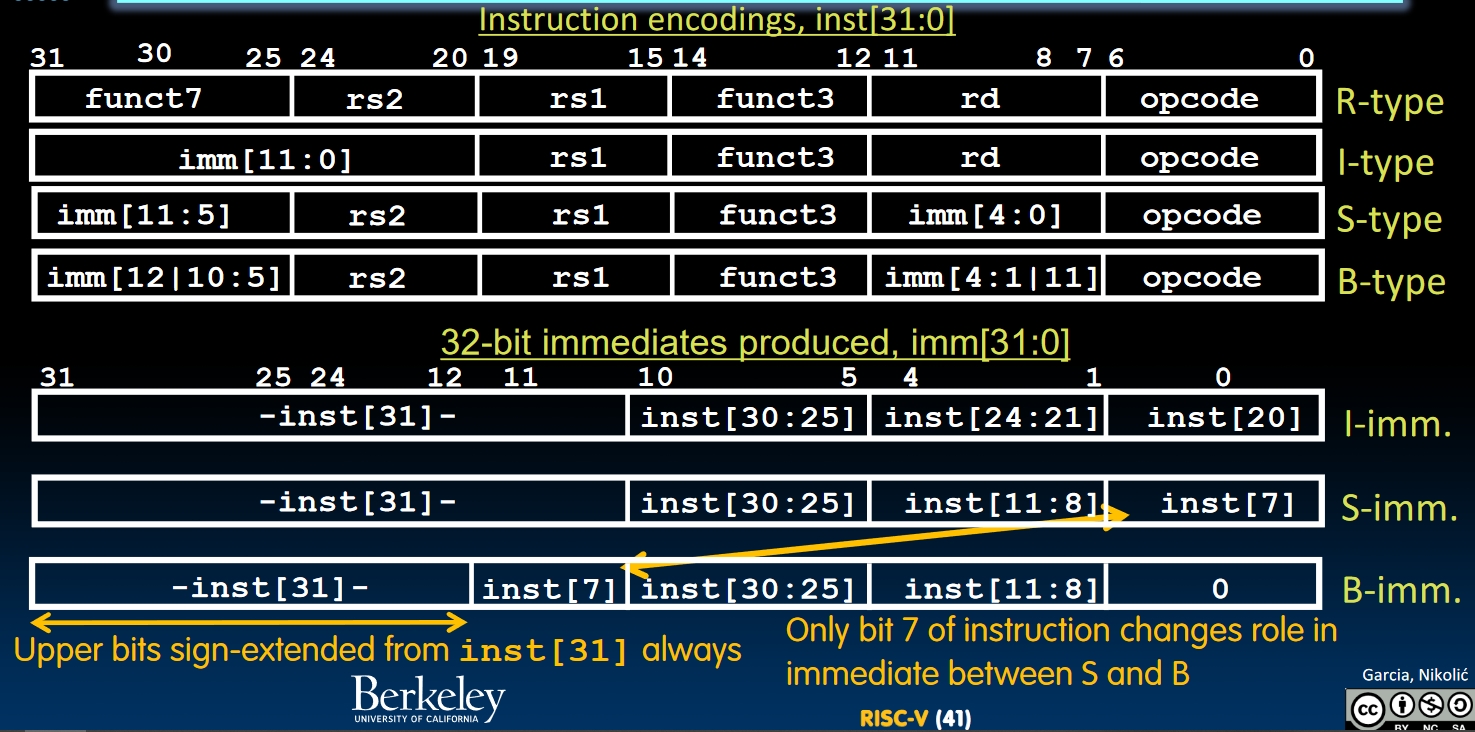 Instruction encodings, inst[31:0]
31 30 25 24 20 19 15 14 12 11 8 7 6 0
funct7 rs2 rs1 funct3 rd opcode R-type
imm[11:0] rs1 funct3 rd opcode I-type
imm[11:5] rs2 rs1 funct3 imm[4:0] opcode S-type
imm[12|10:5] rs2 rs1 funct3 imm[4:1|11] opcode B-type
32-bit immediates produced, imm[31:0]
31 25 24 12 11 10 5 4 1 0
-inst[31]- inst[30:25] inst[24:21] inst[20] I-imm.
-inst[31]- inst[30:25] inst[11:8] inst[7] S-imm.
-inst[31]- inst[7] inst[30:25] inst[11:8] 0 B-imm.
Upper bits sign-extended from inst[31] always
Only bit 7 of instruction changes role in
immediate between S and B
Berkeley
UNIVERSITY OF CALIFORNIA
RISC-V (41)
Garcia, Nikolić
cc
BY NC SA